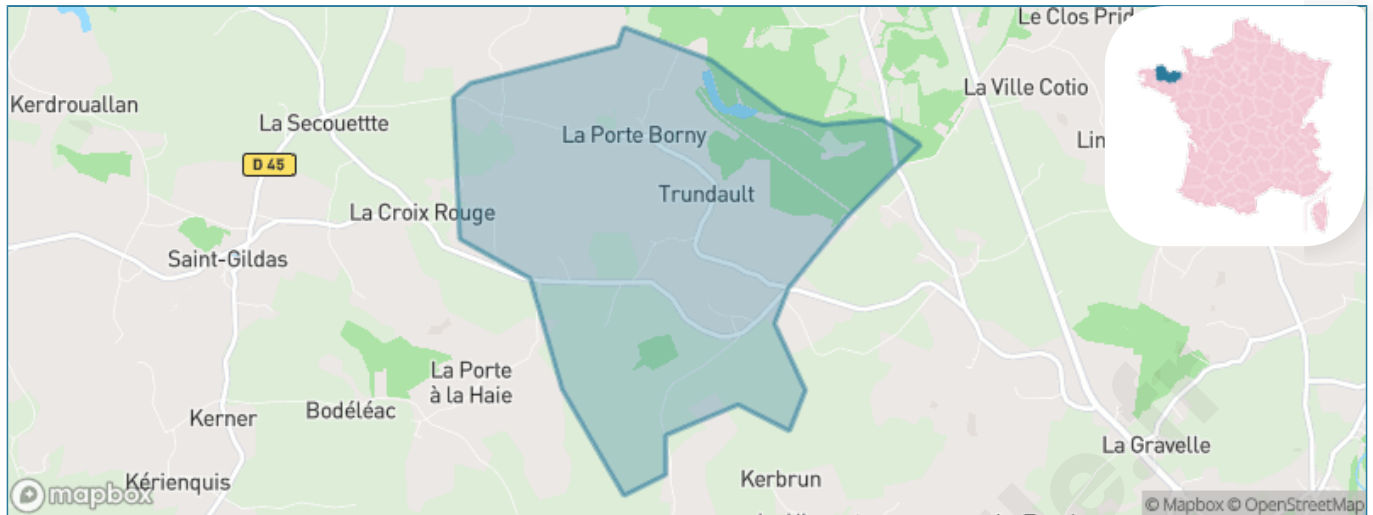 Le Clos Prid
Kerdrouallan
La Ville Cotio
La Secouettte
La Porte Borny
Lin
D 45
Trundault
La Croix Rouge
Saint-Gildas
La Porte
à la Haie
Bodéléac
Kerner
La Gravelle
Kérienquis
Kerbrun
mapbox
© Mapbox © OpenStreetMap